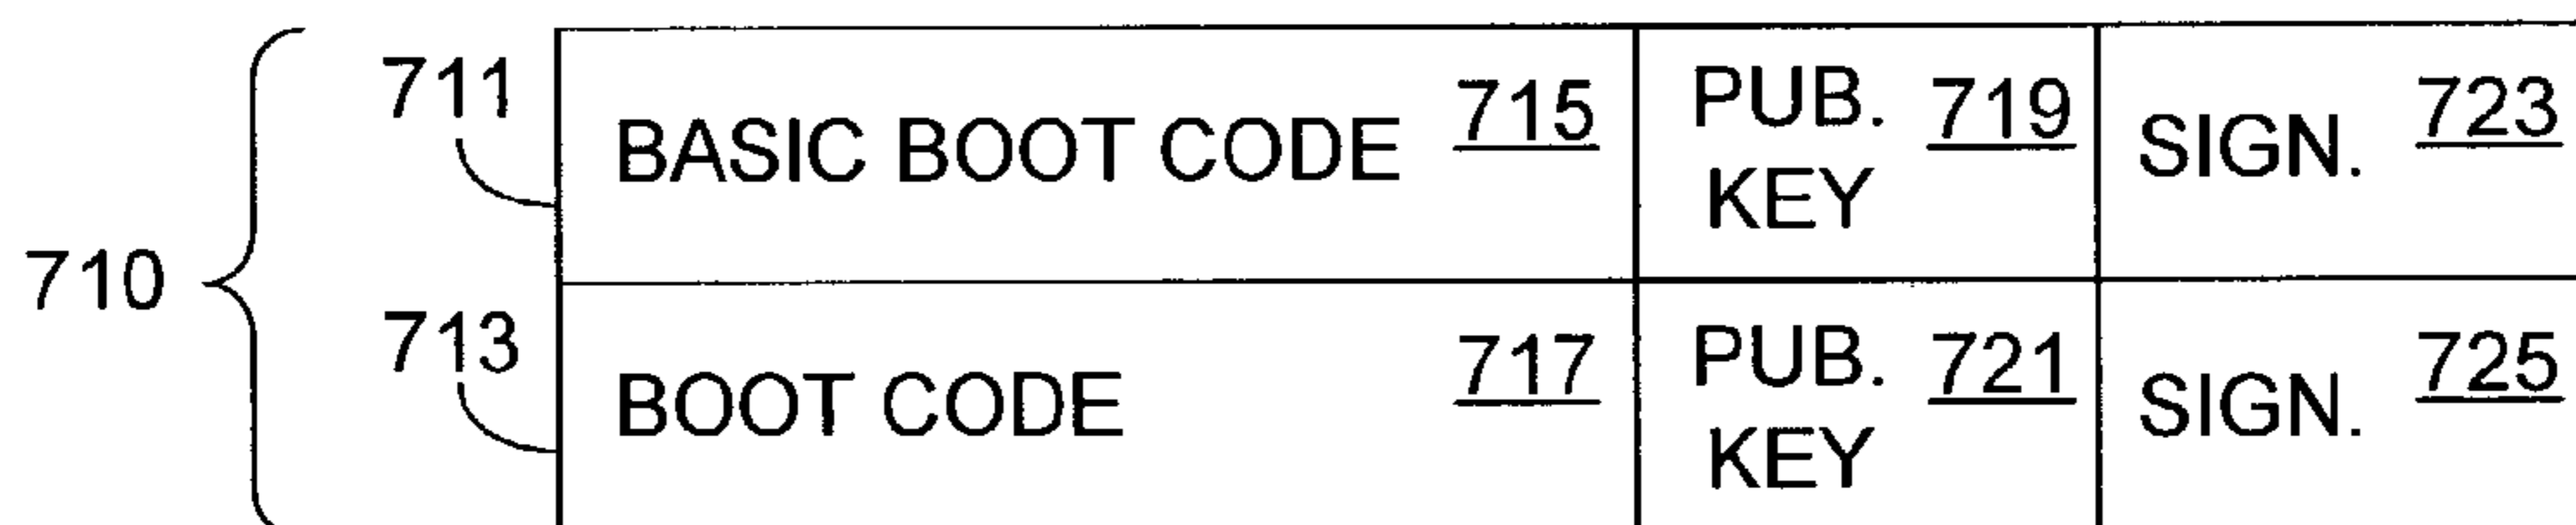 710
711
BASIC BOOT CODE 715
PUB. KEY 719
SIGN. 723
713
BOOT CODE 717
PUB. KEY 721
SIGN. 725